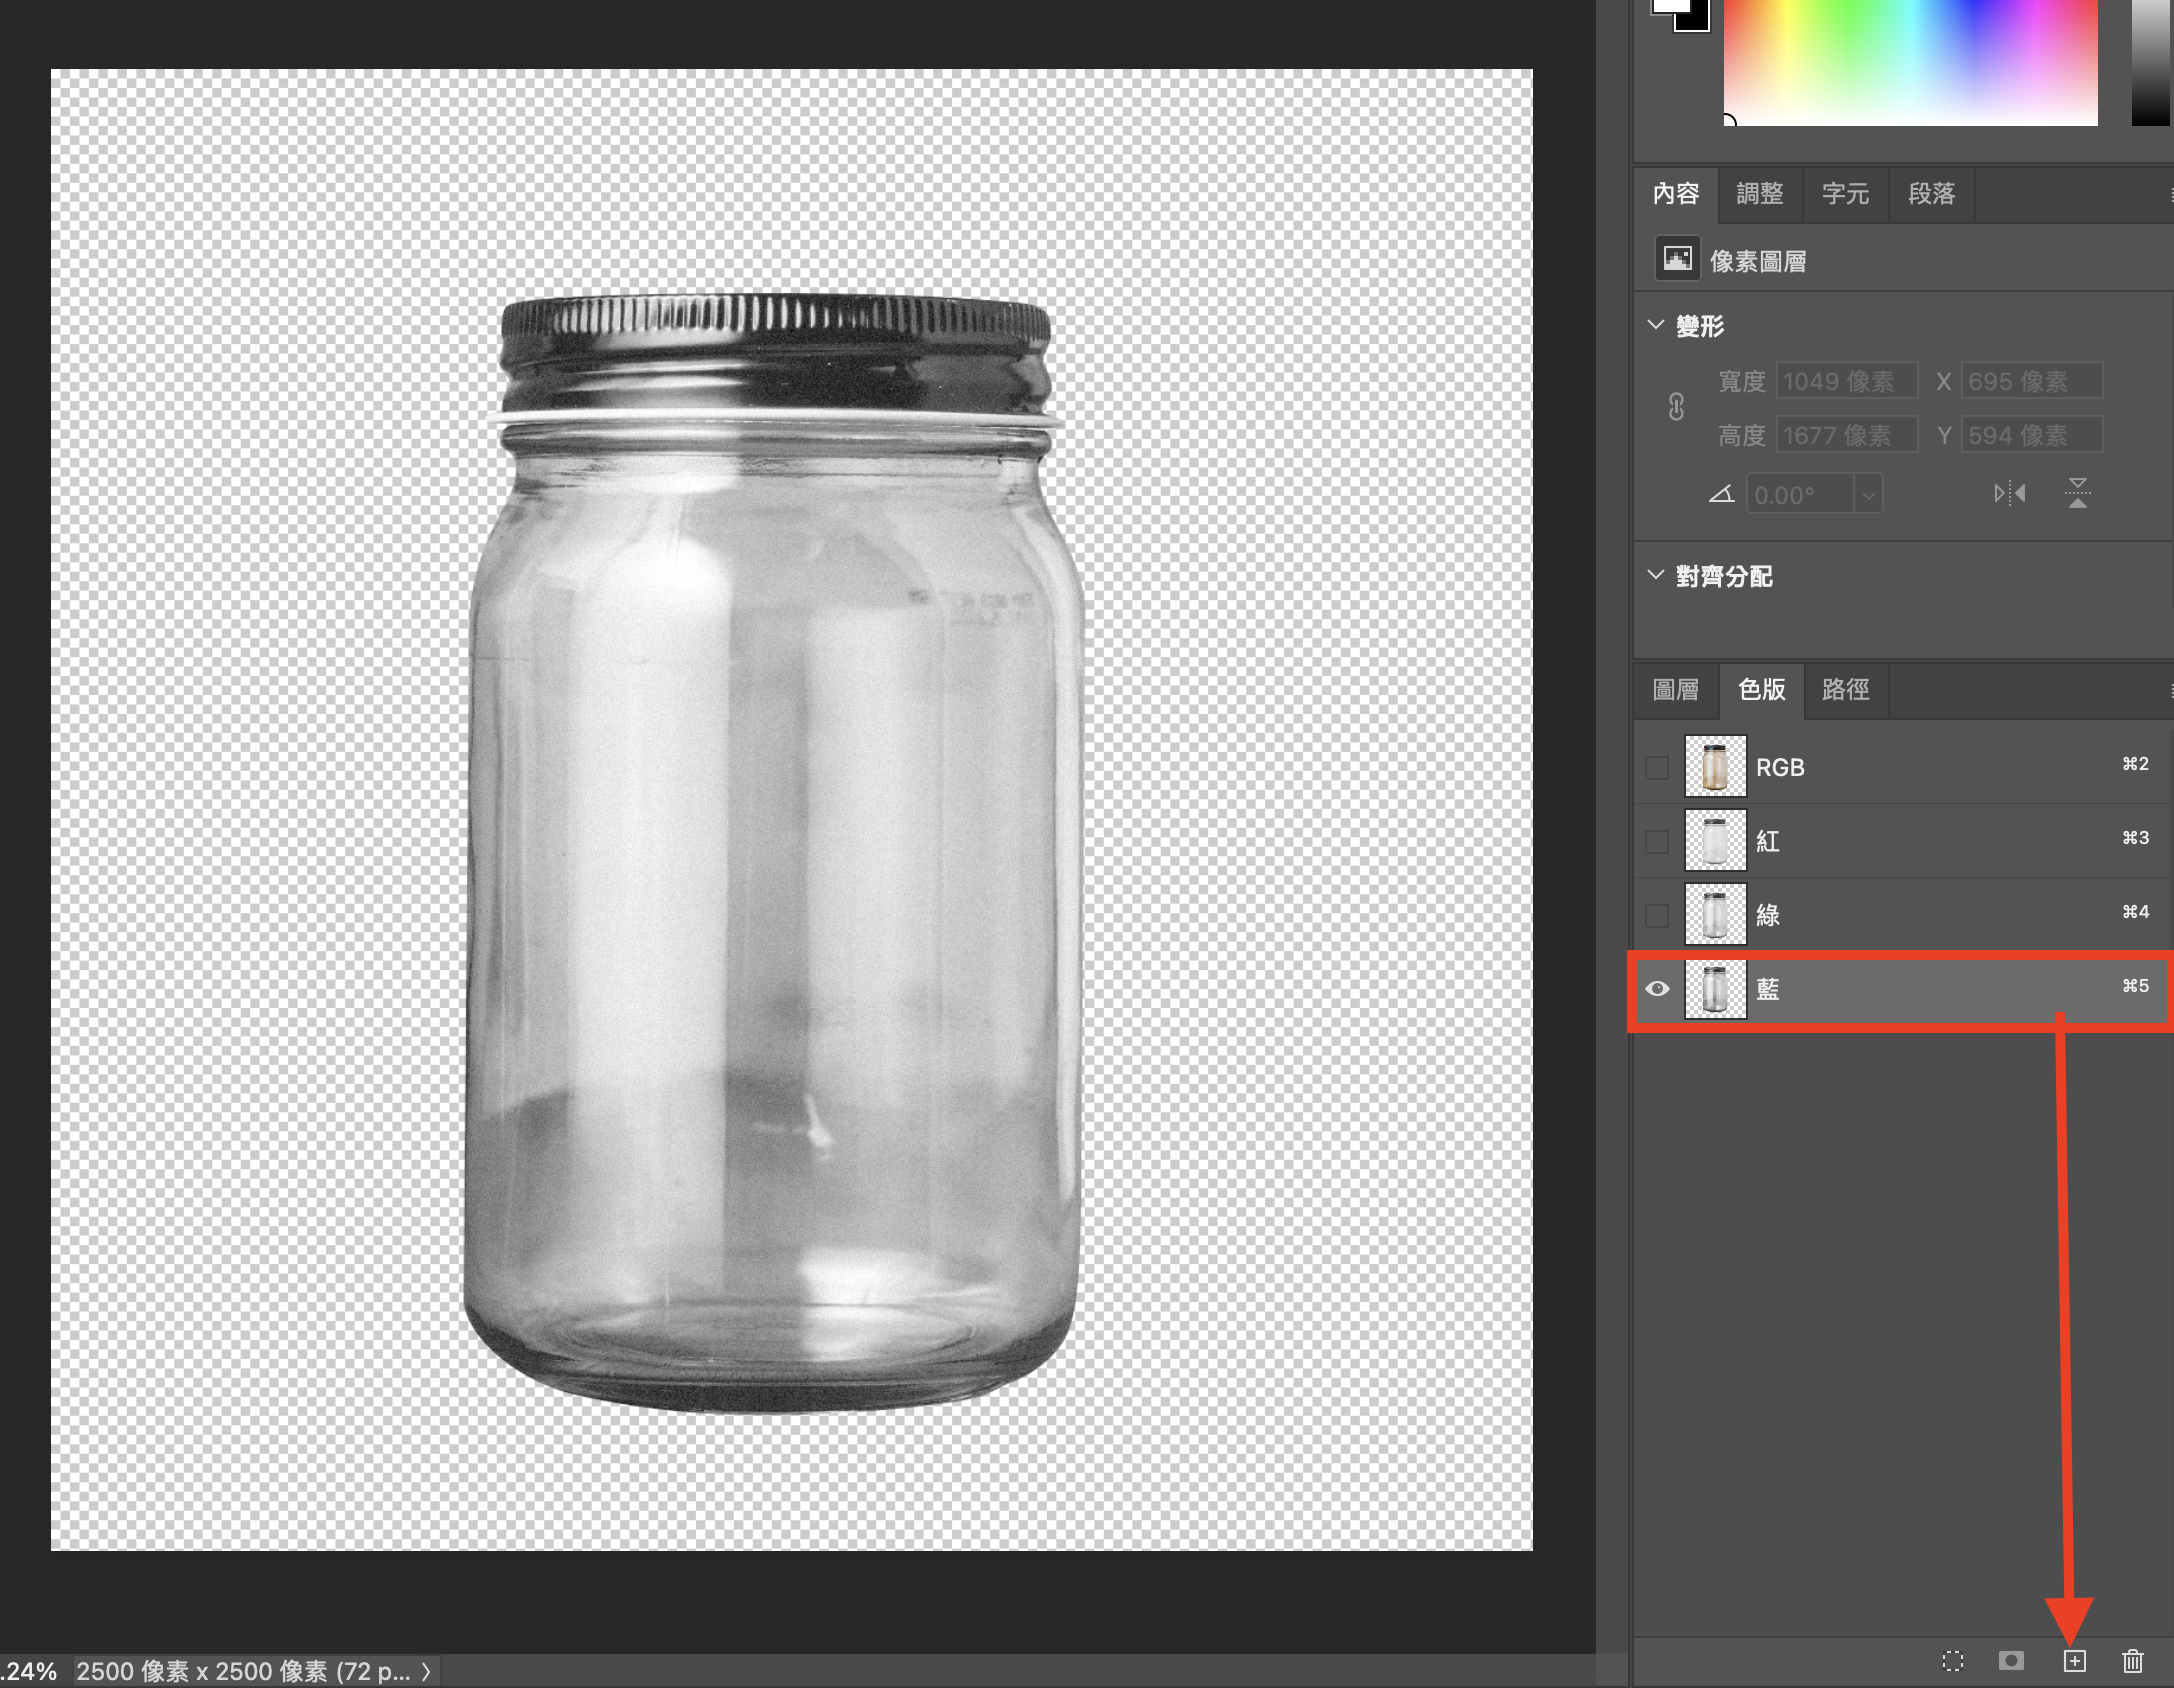 內容 調整 字元 段落
像素圖層
變形
寬度 1049 像素 X 695 像素
高度 1677 像素 Y 594 像素
0.00°
對齊分配
圖層 色版 路徑
RGB ⌘2
紅 ⌘3
綠 ⌘4
藍 ⌘5
.24% 2500 像素 x 2500 像素 (72 p...